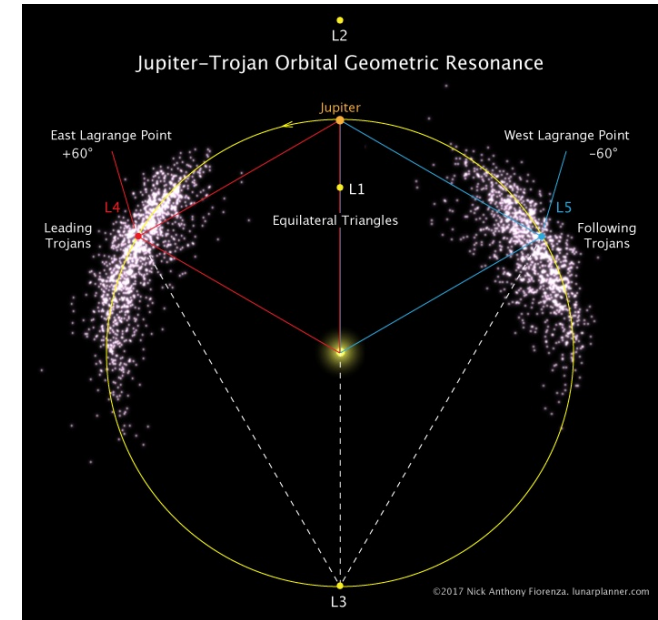 L2
Jupiter–Trojan Orbital Geometric Resonance
Jupiter
East Lagrange Point
+60°
West Lagrange Point
–60°
L1
L4
L5
Equilateral Triangles
Leading
Trojans
Following
Trojans
©2017 Nick Anthony Fiorenza. lunarplanner.com
L3